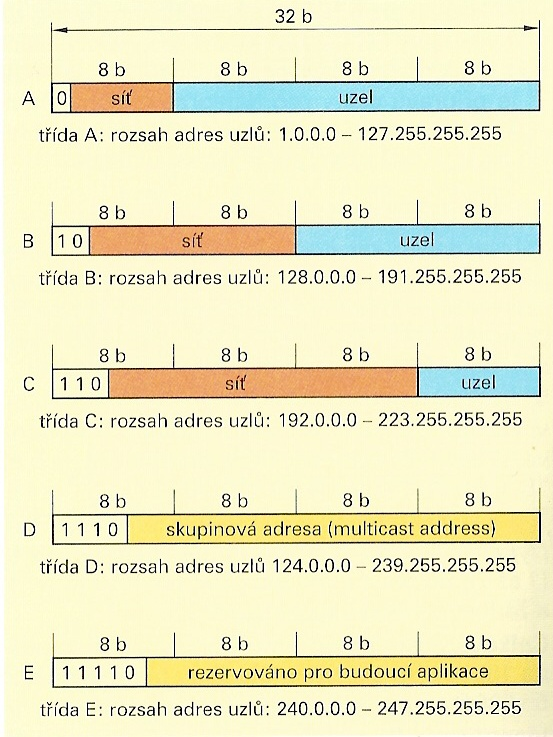 32 b
8 b 8 b 8 b 8 b
A 0 síť uzel
třída A: rozsah adres uzlů: 1.0.0.0 – 127.255.255.255
8 b 8 b 8 b 8 b
B 1 0 síť uzel
třída B: rozsah adres uzlů: 128.0.0.0 – 191.255.255.255
8 b 8 b 8 b 8 b
C 1 1 0 síť uzel
třída C: rozsah adres uzlů: 192.0.0.0 – 223.255.255.255
8 b 8 b 8 b 8 b
D 1 1 1 0 skupinová adresa (multicast address)
třída D: rozsah adres uzlů 124.0.0.0 – 239.255.255.255
8 b 8 b 8 b 8 b
E 1 1 1 1 0 rezervováno pro budoucí aplikace
třída E: rozsah adres uzlů: 240.0.0.0 – 247.255.255.255